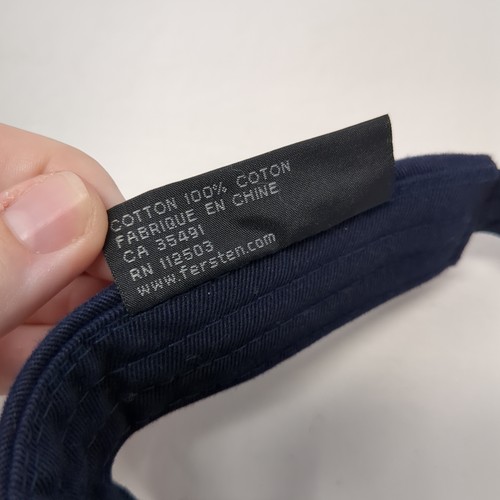 COTTON 100% COTON
FABRIQUE EN CHINE
CA 35491
RN 112503
www.fersten.com